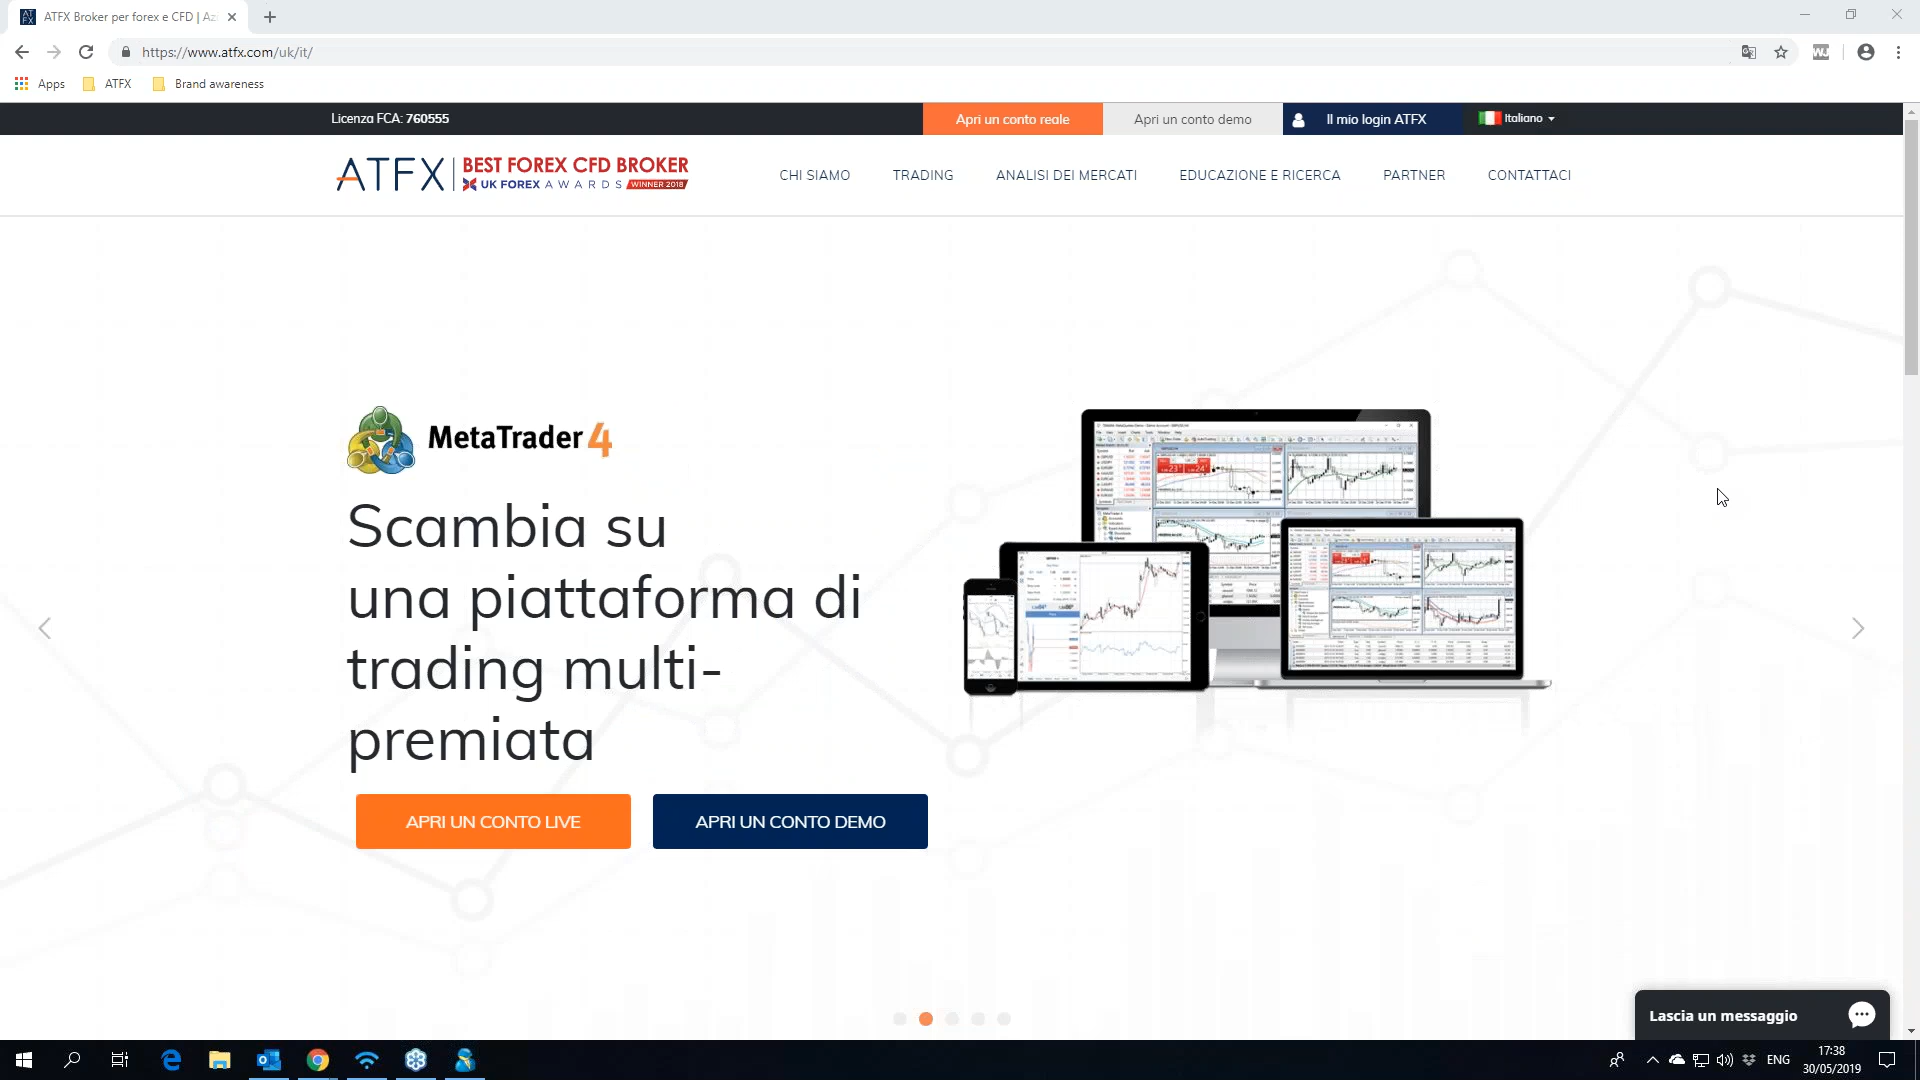 ATFX Broker per forex e CFD | Az
https://www.atfx.com/uk/it/
Apps
ATFX
Brand awareness
Licenza FCA: 760555
Apri un conto reale
Apri un conto demo
Il mio login ATFX
Italiano
ATFX
BEST FOREX CFD BROKER
UK FOREX AWARDS WINNER 2018
CHI SIAMO
TRADING
ANALISI DEI MERCATI
EDUCAZIONE E RICERCA
PARTNER
CONTATTACI
MetaTrader 4
Scambia su
una piattaforma di
trading multi-
premiata
APRI UN CONTO LIVE
APRI UN CONTO DEMO
Lascia un messaggio
ENG
17:38
30/05/2019